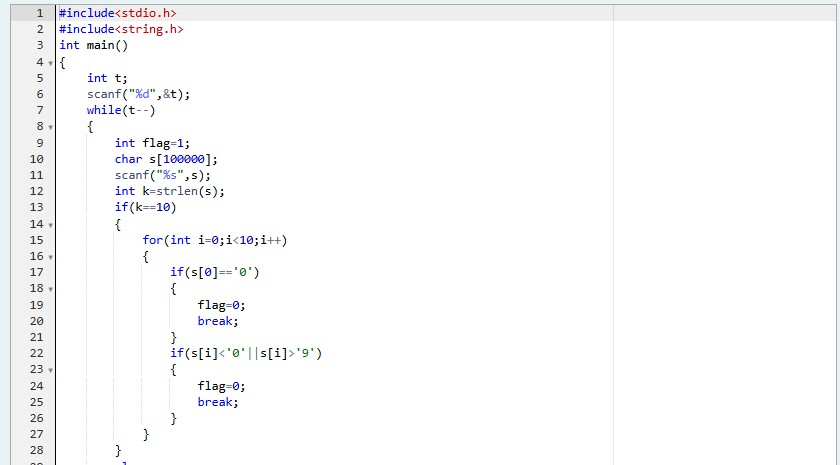 1 #include<stdio.h>
2 #include<string.h>
3 int main()
4 {
5 int t;
6 scanf("%d",&t);
7 while(t--)
8 {
9 int flag=1;
10 char s[100000];
11 scanf("%s",s);
12 int k=strlen(s);
13 if(k==10)
14 {
15 for(int i=0;i<10;i++)
16 {
17 if(s[0]=='0')
18 {
19 flag=0;
20 break;
21 }
22 if(s[i]<'0'||s[i]>'9')
23 {
24 flag=0;
25 break;
26 }
27 }
28 }